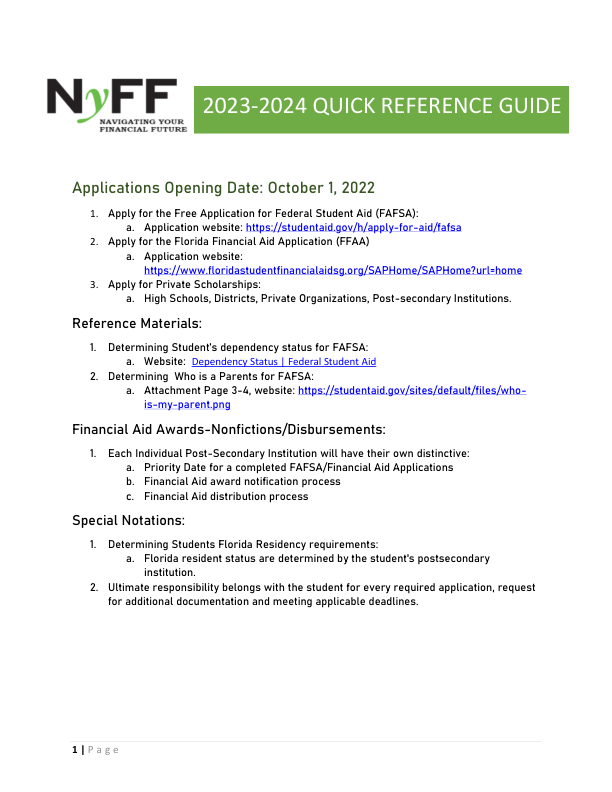 NyFF
NAVIGATING YOUR
FINANCIAL FUTURE
2023-2024 QUICK REFERENCE GUIDE
Applications Opening Date: October 1, 2022
1. Apply for the Free Application for Federal Student Aid (FAFSA):
a. Application website: https://studentaid.gov/h/apply-for-aid/fafsa
2. Apply for the Florida Financial Aid Application (FFAA)
a. Application website:
https://www.floridastudentfinancialaidsg.org/SAPHome/SAPHome?url=home
3. Apply for Private Scholarships:
a. High Schools, Districts, Private Organizations, Post-secondary Institutions.
Reference Materials:
1. Determining Student's dependency status for FAFSA:
a. Website: Dependency Status | Federal Student Aid
2. Determining Who is a Parents for FAFSA:
a. Attachment Page 3-4, website: https://studentaid.gov/sites/default/files/who-
is-my-parent.png
Financial Aid Awards-Nonfictions/Disbursements:
1. Each Individual Post-Secondary Institution will have their own distinctive:
a. Priority Date for a completed FAFSA/Financial Aid Applications
b. Financial Aid award notification process
c. Financial Aid distribution process
Special Notations:
1. Determining Students Florida Residency requirements:
a. Florida resident status are determined by the student's postsecondary
institution.
2. Ultimate responsibility belongs with the student for every required application, request
for additional documentation and meeting applicable deadlines.
1 | Page